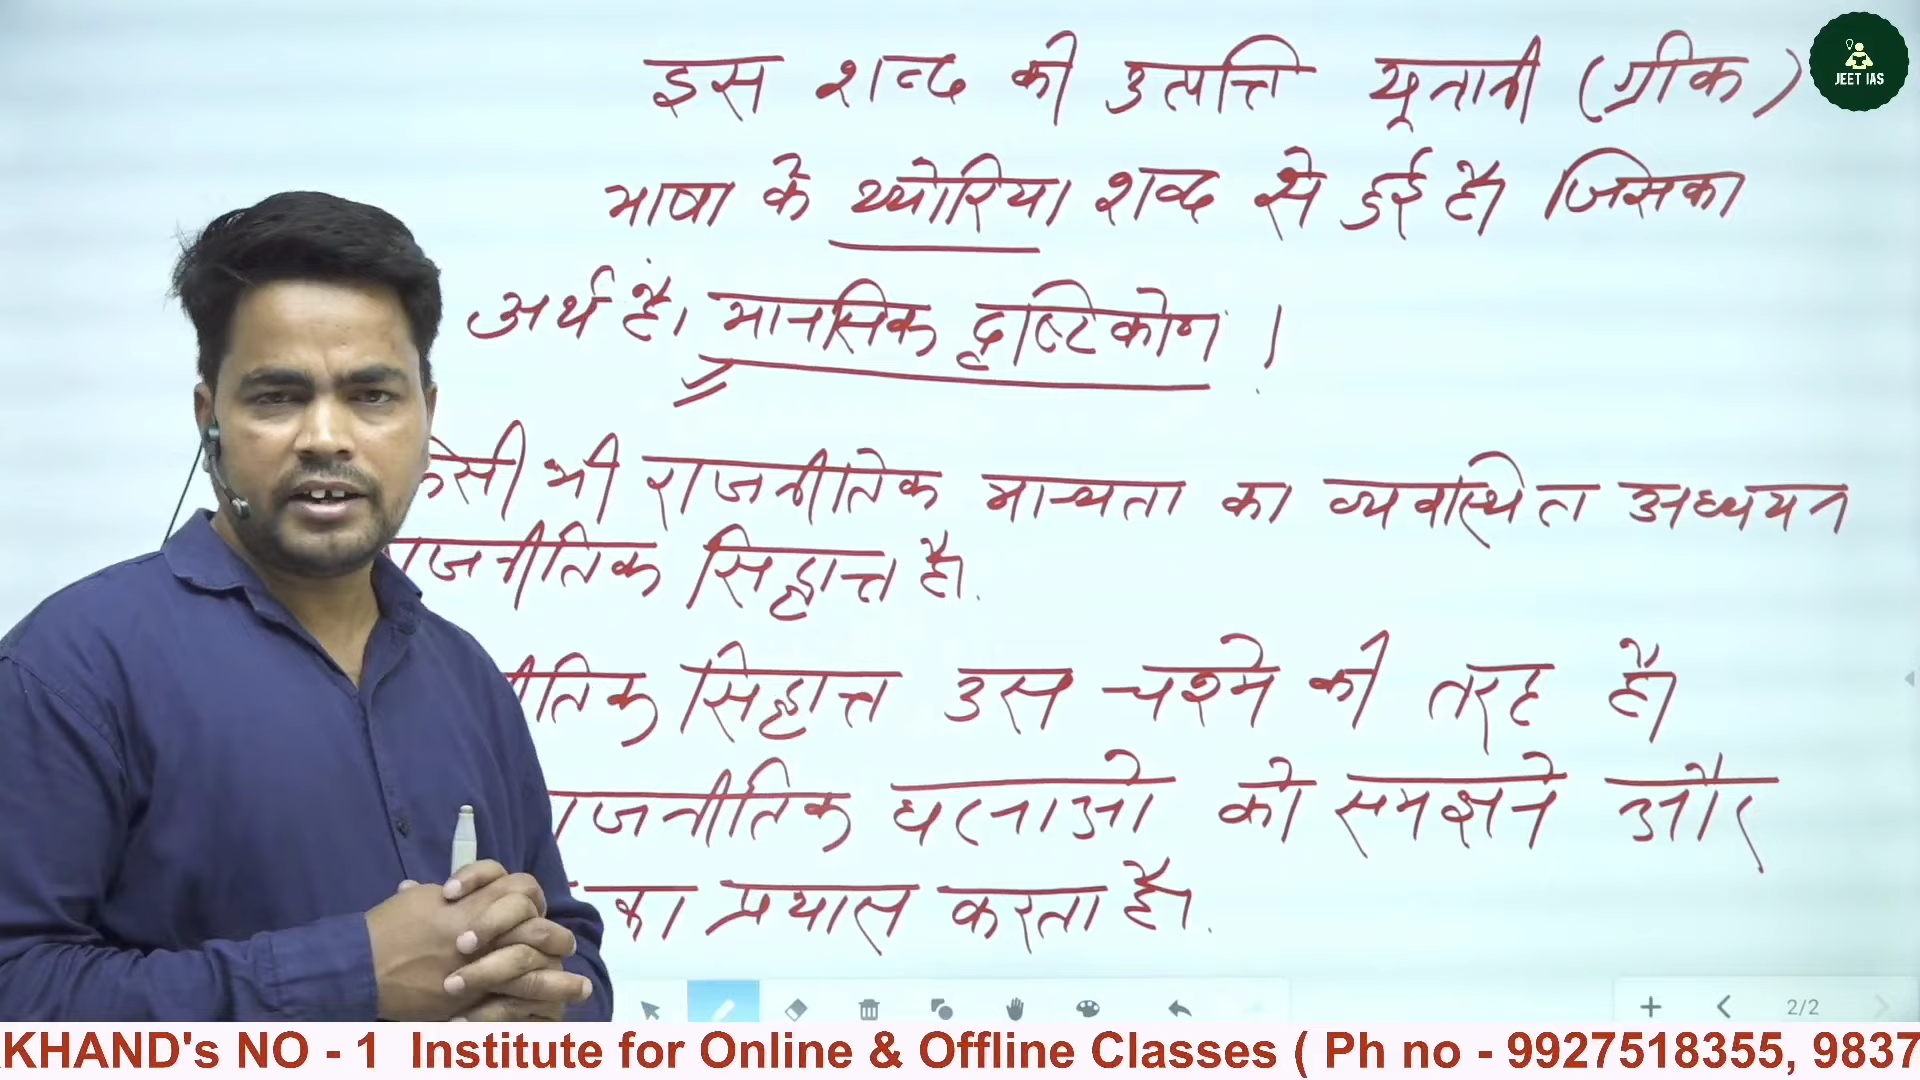 इस शब्द की उत्पत्ति यूनानी (ग्रीक)
भाषा के थ्योरिया शब्द से हुई है। जिसका
अर्थ है। मानसिक दृष्टिकोण ।
केसी भी राजनीतिक मान्यता का व्यवस्थित अध्ययन
ाजनीतिक सिद्धान्त है।
ीतिक सिद्धान्त उस चश्मे की तरह है।
ाजनीतिक घटनाओ को समझने और
का प्रयास करता है।
JEET IAS
2/2
KHAND's NO - 1 Institute for Online & Offline Classes ( Ph no - 9927518355, 9837